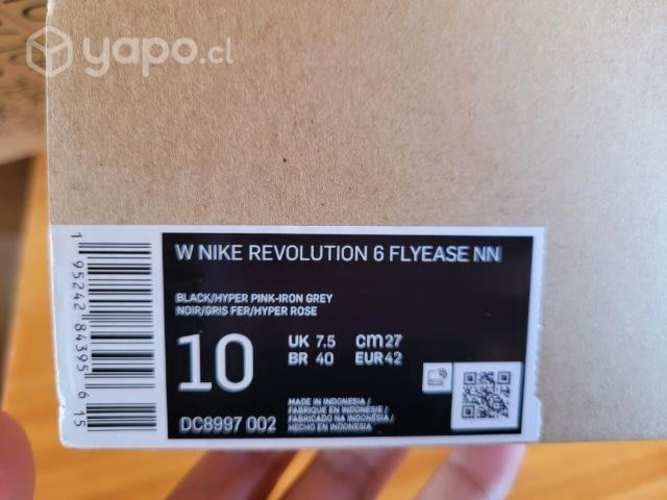 yapo.cl
W NIKE REVOLUTION 6 FLYEASE NN
BLACK/HYPER PINK-IRON GREY
NOIR/GRIS FER/HYPER ROSE
10
UK 7.5 CM 27
BR 40 EUR 42
MADE IN INDONESIA /
FABRIQUE EN INDONESIE /
FABRICADO NA INDONÉSIA /
HECHO EN INDONESIA
DC8997 002
1 95242 84395 6 15